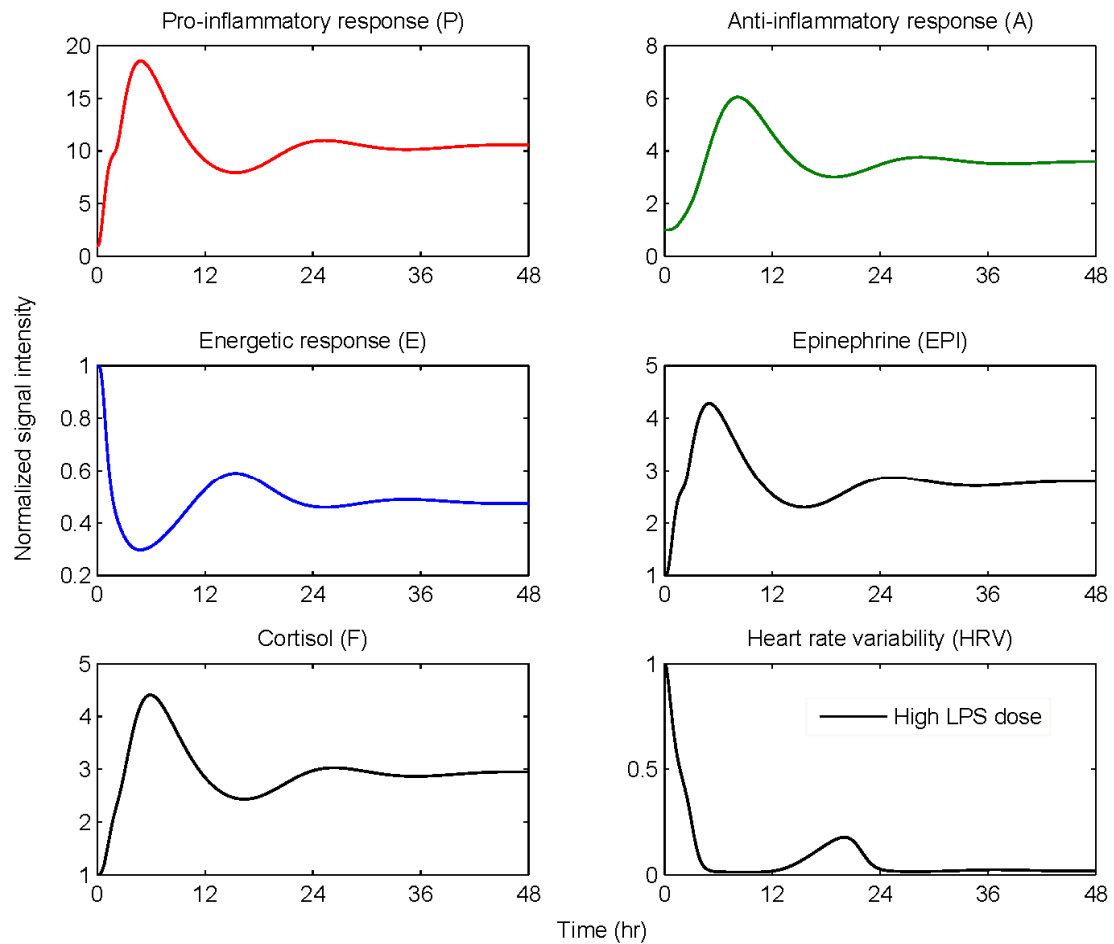 Pro-inflammatory response (P)
20
15
10
5
0
0 12 24 36 48
Anti-inflammatory response (A)
8
6
4
2
0
0 12 24 36 48
Normalized signal intensity
Energetic response (E)
1
0.8
0.6
0.4
0.2
0 12 24 36 48
Epinephrine (EPI)
5
4
3
2
1
0 12 24 36 48
Cortisol (F)
5
4
3
2
1
0 12 24 36 48
Heart rate variability (HRV)
1
0.5
0
0 12 24 36 48
High LPS dose
Time (hr)